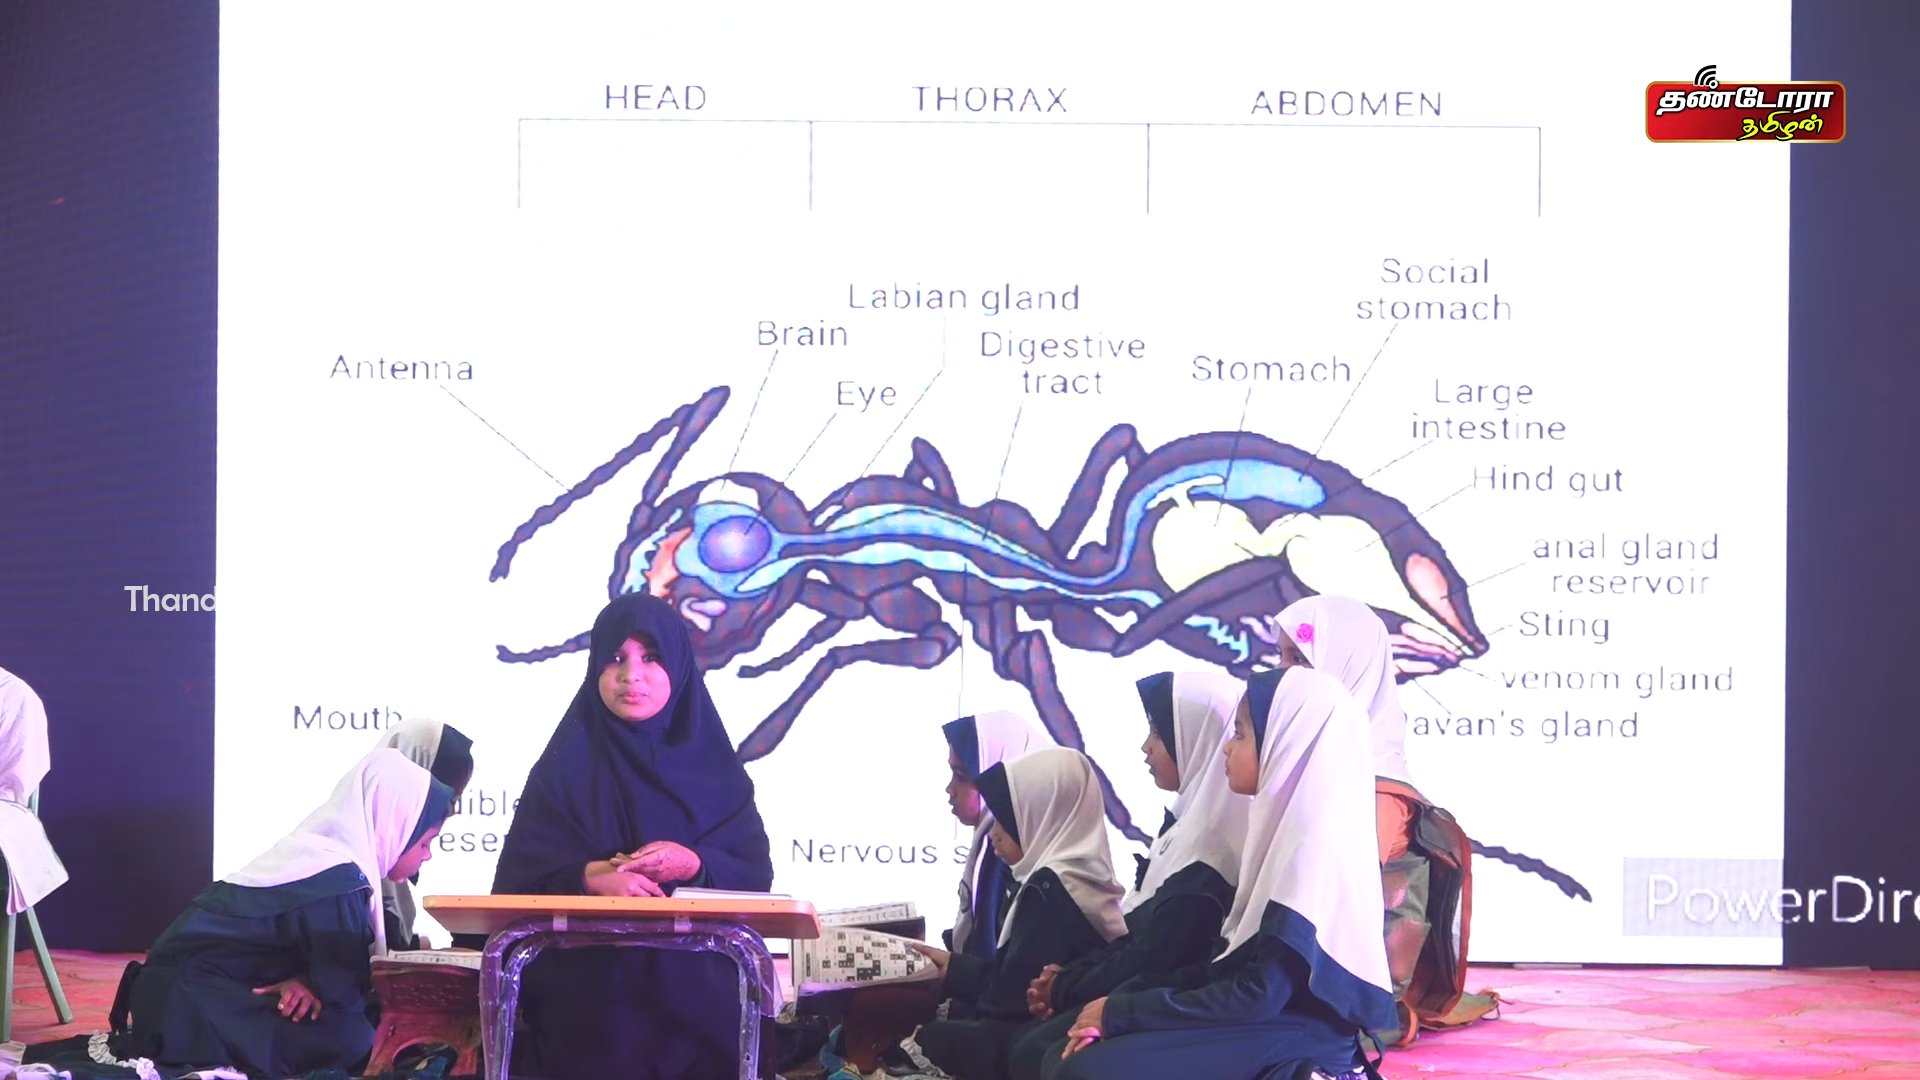 HEAD THORAX ABDOMEN
தண்டோரா
தமிழன்
Social
stomach
Labian gland
Brain
Digestive
tract
Antenna
Stomach
Eye
Large
intestine
Hind gut
anal gland
reservoir
Thand
Sting
venom gland
Mouth
avan's gland
Nervous s
PowerDire